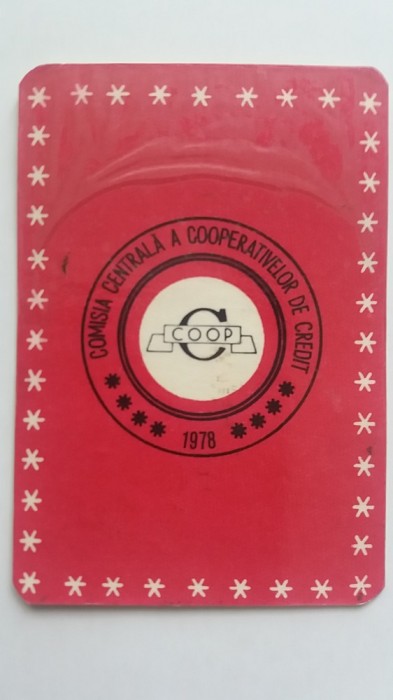 COMISIA CENTRALĂ A COOPERATIVELOR DE CREDIT
C
COOP
1978